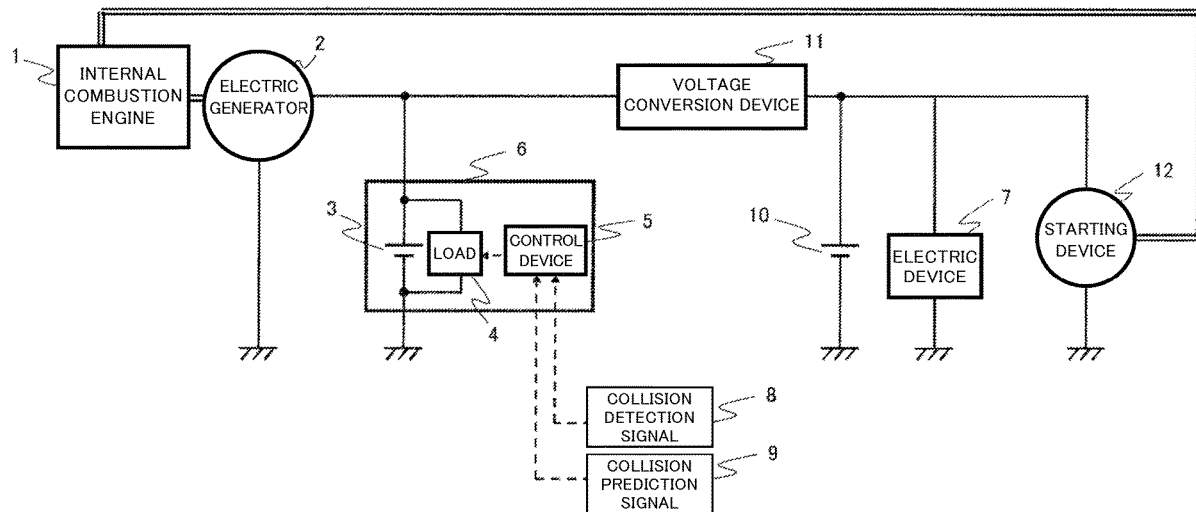 1
INTERNAL
COMBUSTION
ENGINE
2
ELECTRIC
GENERATOR
11
VOLTAGE
CONVERSION DEVICE
6
3
LOAD
4
CONTROL
DEVICE
5
10
7
ELECTRIC
DEVICE
12
STARTING
DEVICE
COLLISION
DETECTION
SIGNAL
8
COLLISION
PREDICTION
SIGNAL
9